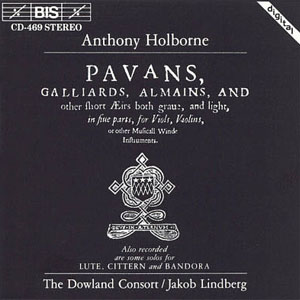 BIS
CD-469 STEREO
digital
Anthony Holborne
PAVANS,
GALLIARDS, ALMAINS, AND
other short Æirs both graue, and light,
in fiue parts, for Viols, Violins,
or other Musicall Winde
Instruments.
Also recorded
are some solos for
LUTE, CITTERN and BANDORA
The Dowland Consort / Jakob Lindberg